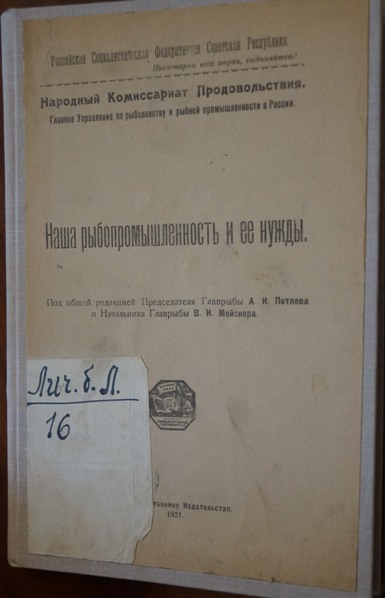 Российская Социалистическая Федеративная Советская Республика.
Пролетарии всех стран, соединяйтесь!
Народный Комиссариат Продовольствия.
Главное Управление по рыболовству и рыбной промышленности в России.
Наша рыбопромышленность и ее нужды.
Под общей редакцией Председателя Главрыбы А. И. Потяева
и Начальника Главрыбы В. И. Мейснера.
Лич. б. Л.
16
Издательство.
1921